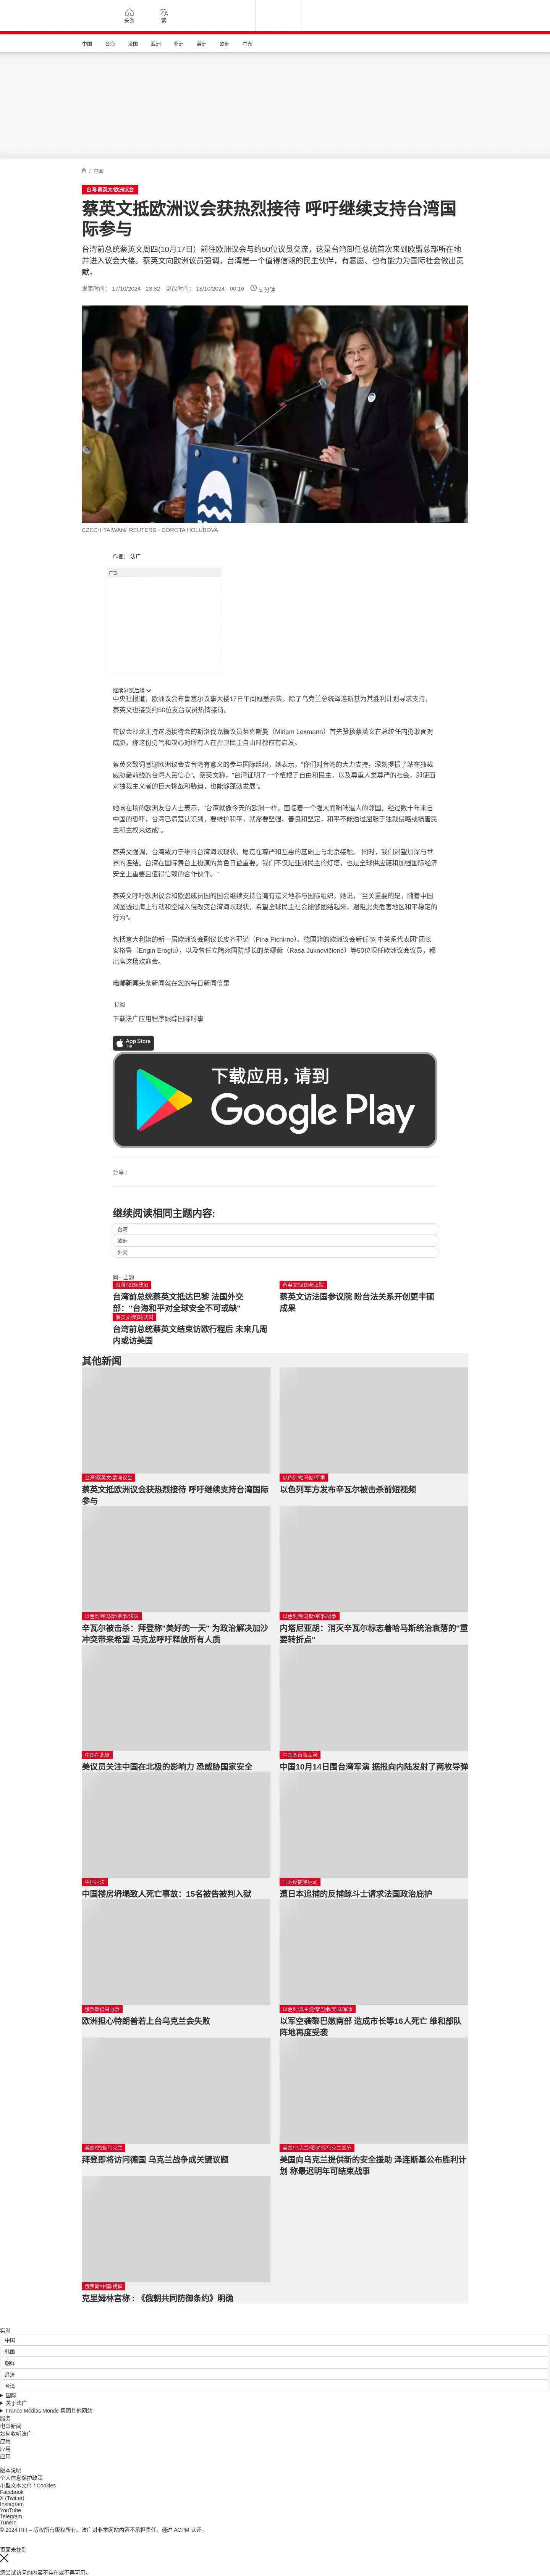 头条
繁
中国
台海
法国
亚洲
非洲
美洲
欧洲
中东
/ 中国
台湾/蔡英文/欧洲议会
蔡英文抵欧洲议会获热烈接待 呼吁继续支持台湾国
际参与
台湾前总统蔡英文周四(10月17日）前往欧洲议会与约50位议员交流，这是台湾卸任总统首次来到欧盟总部所在地
并进入议会大楼。蔡英文向欧洲议员强调，台湾是一个值得信赖的民主伙伴，有意愿、也有能力为国际社会做出贡
献。
发表时间： 17/10/2024 - 23:32 更改时间： 18/10/2024 - 00:16 5 分钟
CZECH-TAIWAN/ REUTERS - DOROTA HOLUBOVA
作者： 法广
广告
继续浏览后续
中央社报道，欧洲议会布鲁塞尔议事大楼17日午间冠盖云集，除了乌克兰总统泽连斯基为其胜利计划寻求支持，
蔡英文也接受约50位友台议员热情接待。
在议会沙龙主持这场接待会的斯洛伐克籍议员莱克斯曼（Miriam Lexmann）首先赞扬蔡英文在总统任内勇敢面对
威胁，称这份勇气和决心对所有人在捍卫民主自由时都应有启发。
蔡英文致词感谢欧洲议会支台湾有意义的参与国际组织，她表示，“你们对台湾的大力支持，深刻提振了站在独裁
威胁最前线的台湾人民信心”。蔡英文称，“台湾证明了一个植根于自由和民主，以及尊重人类尊严的社会，即使面
对独裁主义者的巨大挑战和胁迫，也能够蓬勃发展”。
她向在场的欧洲友台人士表示，“台湾就像今天的欧洲一样，面临着一个强大而咄咄逼人的邻国。经过数十年来自
中国的恐吓，台湾已清楚认识到，要维护和平，就需要坚强、善良和坚定，和平不能透过屈服于独裁侵略或损害民
主和主权来达成”。
蔡英文强调，台湾致力于维持台湾海峡现状，愿意在尊严和互惠的基础上与北京接触。“同时，我们渴望加深与世
界的连结。台湾在国际舞台上扮演的角色日益重要。我们不仅是亚洲民主的灯塔，也是全球供应链和加强国际经济
安全上重要且值得信赖的合作伙伴。”
蔡英文呼吁欧洲议会和欧盟成员国的国会继续支持台湾有意义地参与国际组织。她说，“至关重要的是，随着中国
试图透过海上行动和空域入侵改变台湾海峡现状，希望全球民主社会能够团结起来，遏阻此类危害地区和平稳定的
行为”。
包括意大利籍的新一届欧洲议会副议长皮齐耶诺（Pina Pichirno）、德国籍的欧洲议会新任“对中关系代表团”团长
安格鲁（Engin Eroglu），以及曾任立陶宛国防部长的茱娜薇（Rasa Juknevičienė）等50位现任欧洲议会议员，都
出席这场欢迎会。
电邮新闻头条新闻就在您的每日新闻信里
订阅
下载法广应用程序跟踪国际时事
App Store
下载
下载应用，请到
Google Play
分享 :
继续阅读相同主题内容:
台湾
欧洲
外交
同一主题
台湾/法国/政治
台湾前总统蔡英文抵达巴黎 法国外交
部："台海和平对全球安全不可或缺"
蔡英文/法国参议院
蔡英文访法国参议院 盼台法关系开创更丰硕
成果
蔡英文/美国/法国
台湾前总统蔡英文结束访欧行程后 未来几周
内或访美国
其他新闻
台湾/蔡英文/欧洲议会
蔡英文抵欧洲议会获热烈接待 呼吁继续支持台湾国际
参与
以色列/哈马斯/军事
以色列军方发布辛瓦尔被击杀前短视频
以色列/哈马斯/军事/法国
辛瓦尔被击杀：拜登称"美好的一天" 为政治解决加沙
冲突带来希望 马克龙呼吁释放所有人质
以色列/哈马斯/军事/战争
内塔尼亚胡：消灭辛瓦尔标志着哈马斯统治衰落的"重
要转折点"
中国在北极
美议员关注中国在北极的影响力 恐威胁国家安全
中国围台湾军演
中国10月14日围台湾军演 据报向内陆发射了两枚导弹
中国司法
中国楼房坍塌致人死亡事故：15名被告被判入狱
国际反捕鲸运动
遭日本追捕的反捕鲸斗士请求法国政治庇护
俄罗斯侵乌战争
欧洲担心特朗普若上台乌克兰会失败
以色列/真主党/黎巴嫩/美国/军事
以军空袭黎巴嫩南部 造成市长等16人死亡 维和部队
阵地再度受袭
美国/德国/乌克兰
拜登即将访问德国 乌克兰战争成关键议题
美国/乌克兰/俄罗斯/乌克兰战争
美国向乌克兰提供新的安全援助 泽连斯基公布胜利计
划 称最迟明年可结束战事
俄罗斯/中国/朝鲜
克里姆林宫称：《俄朝共同防御条约》明确
实时
中国
韩国
朝鲜
经济
台湾
国际
关于法广
France Médias Monde 集团其他网站
服务
电邮新闻
如何收听法广
应用
应用
应用
版本说明
个人信息保护政策
小型文本文件 / Cookies
Facebook
X (Twitter)
Instagram
YouTube
Telegram
TuneIn
© 2024 RFI – 版权所有版权所有。法广对非本网站内容不承担责任。通过 ACPM 认证。
页面未找到
您尝试访问的内容不存在或不再可用。